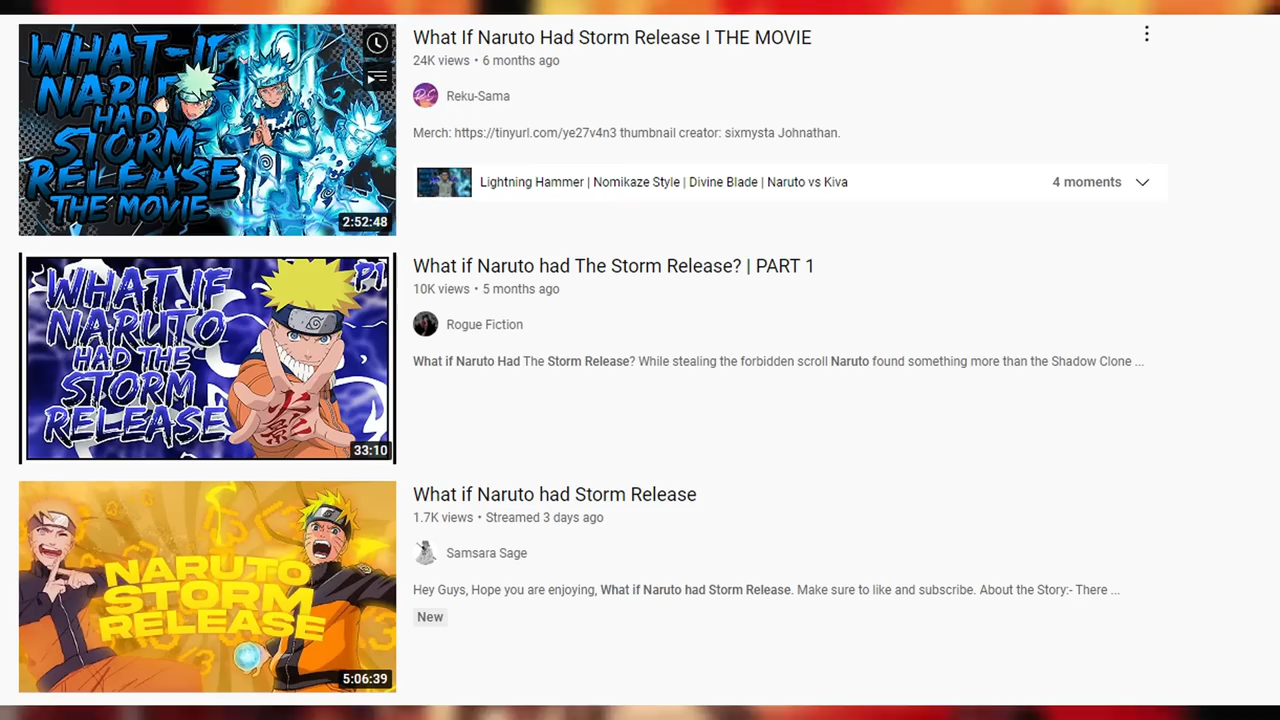 WHAT-IF
NARUTO
HAD
STORM
RELEASE
THE MOVIE
2:52:48
What If Naruto Had Storm Release I THE MOVIE
24K views • 6 months ago
RS
Reku-Sama
Merch: https://tinyurl.com/ye27v4n3 thumbnail creator: sixmysta Johnathan.
Lightning Hammer | Nomikaze Style | Divine Blade | Naruto vs Kiva
4 moments
WHAT IF
NARUTO
HAD THE
STORM
RELEASE
P1
火影
33:10
What if Naruto had The Storm Release? | PART 1
10K views • 5 months ago
Rogue Fiction
What if Naruto Had The Storm Release? While stealing the forbidden scroll Naruto found something more than the Shadow Clone ...
NARUTO
STORM
RELEASE
5:06:39
What if Naruto had Storm Release
1.7K views • Streamed 3 days ago
Samsara Sage
Hey Guys, Hope you are enjoying, What if Naruto had Storm Release. Make sure to like and subscribe. About the Story:- There ...
New